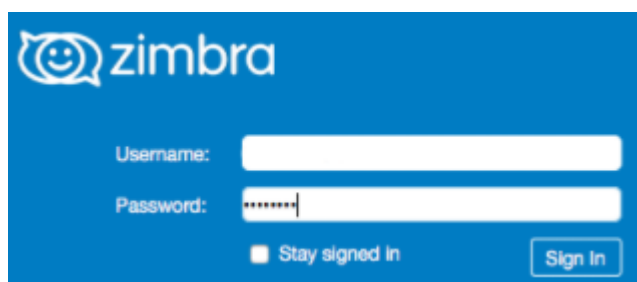 zimbra
Username:
Password:
••••••••
Stay signed in
Sign In